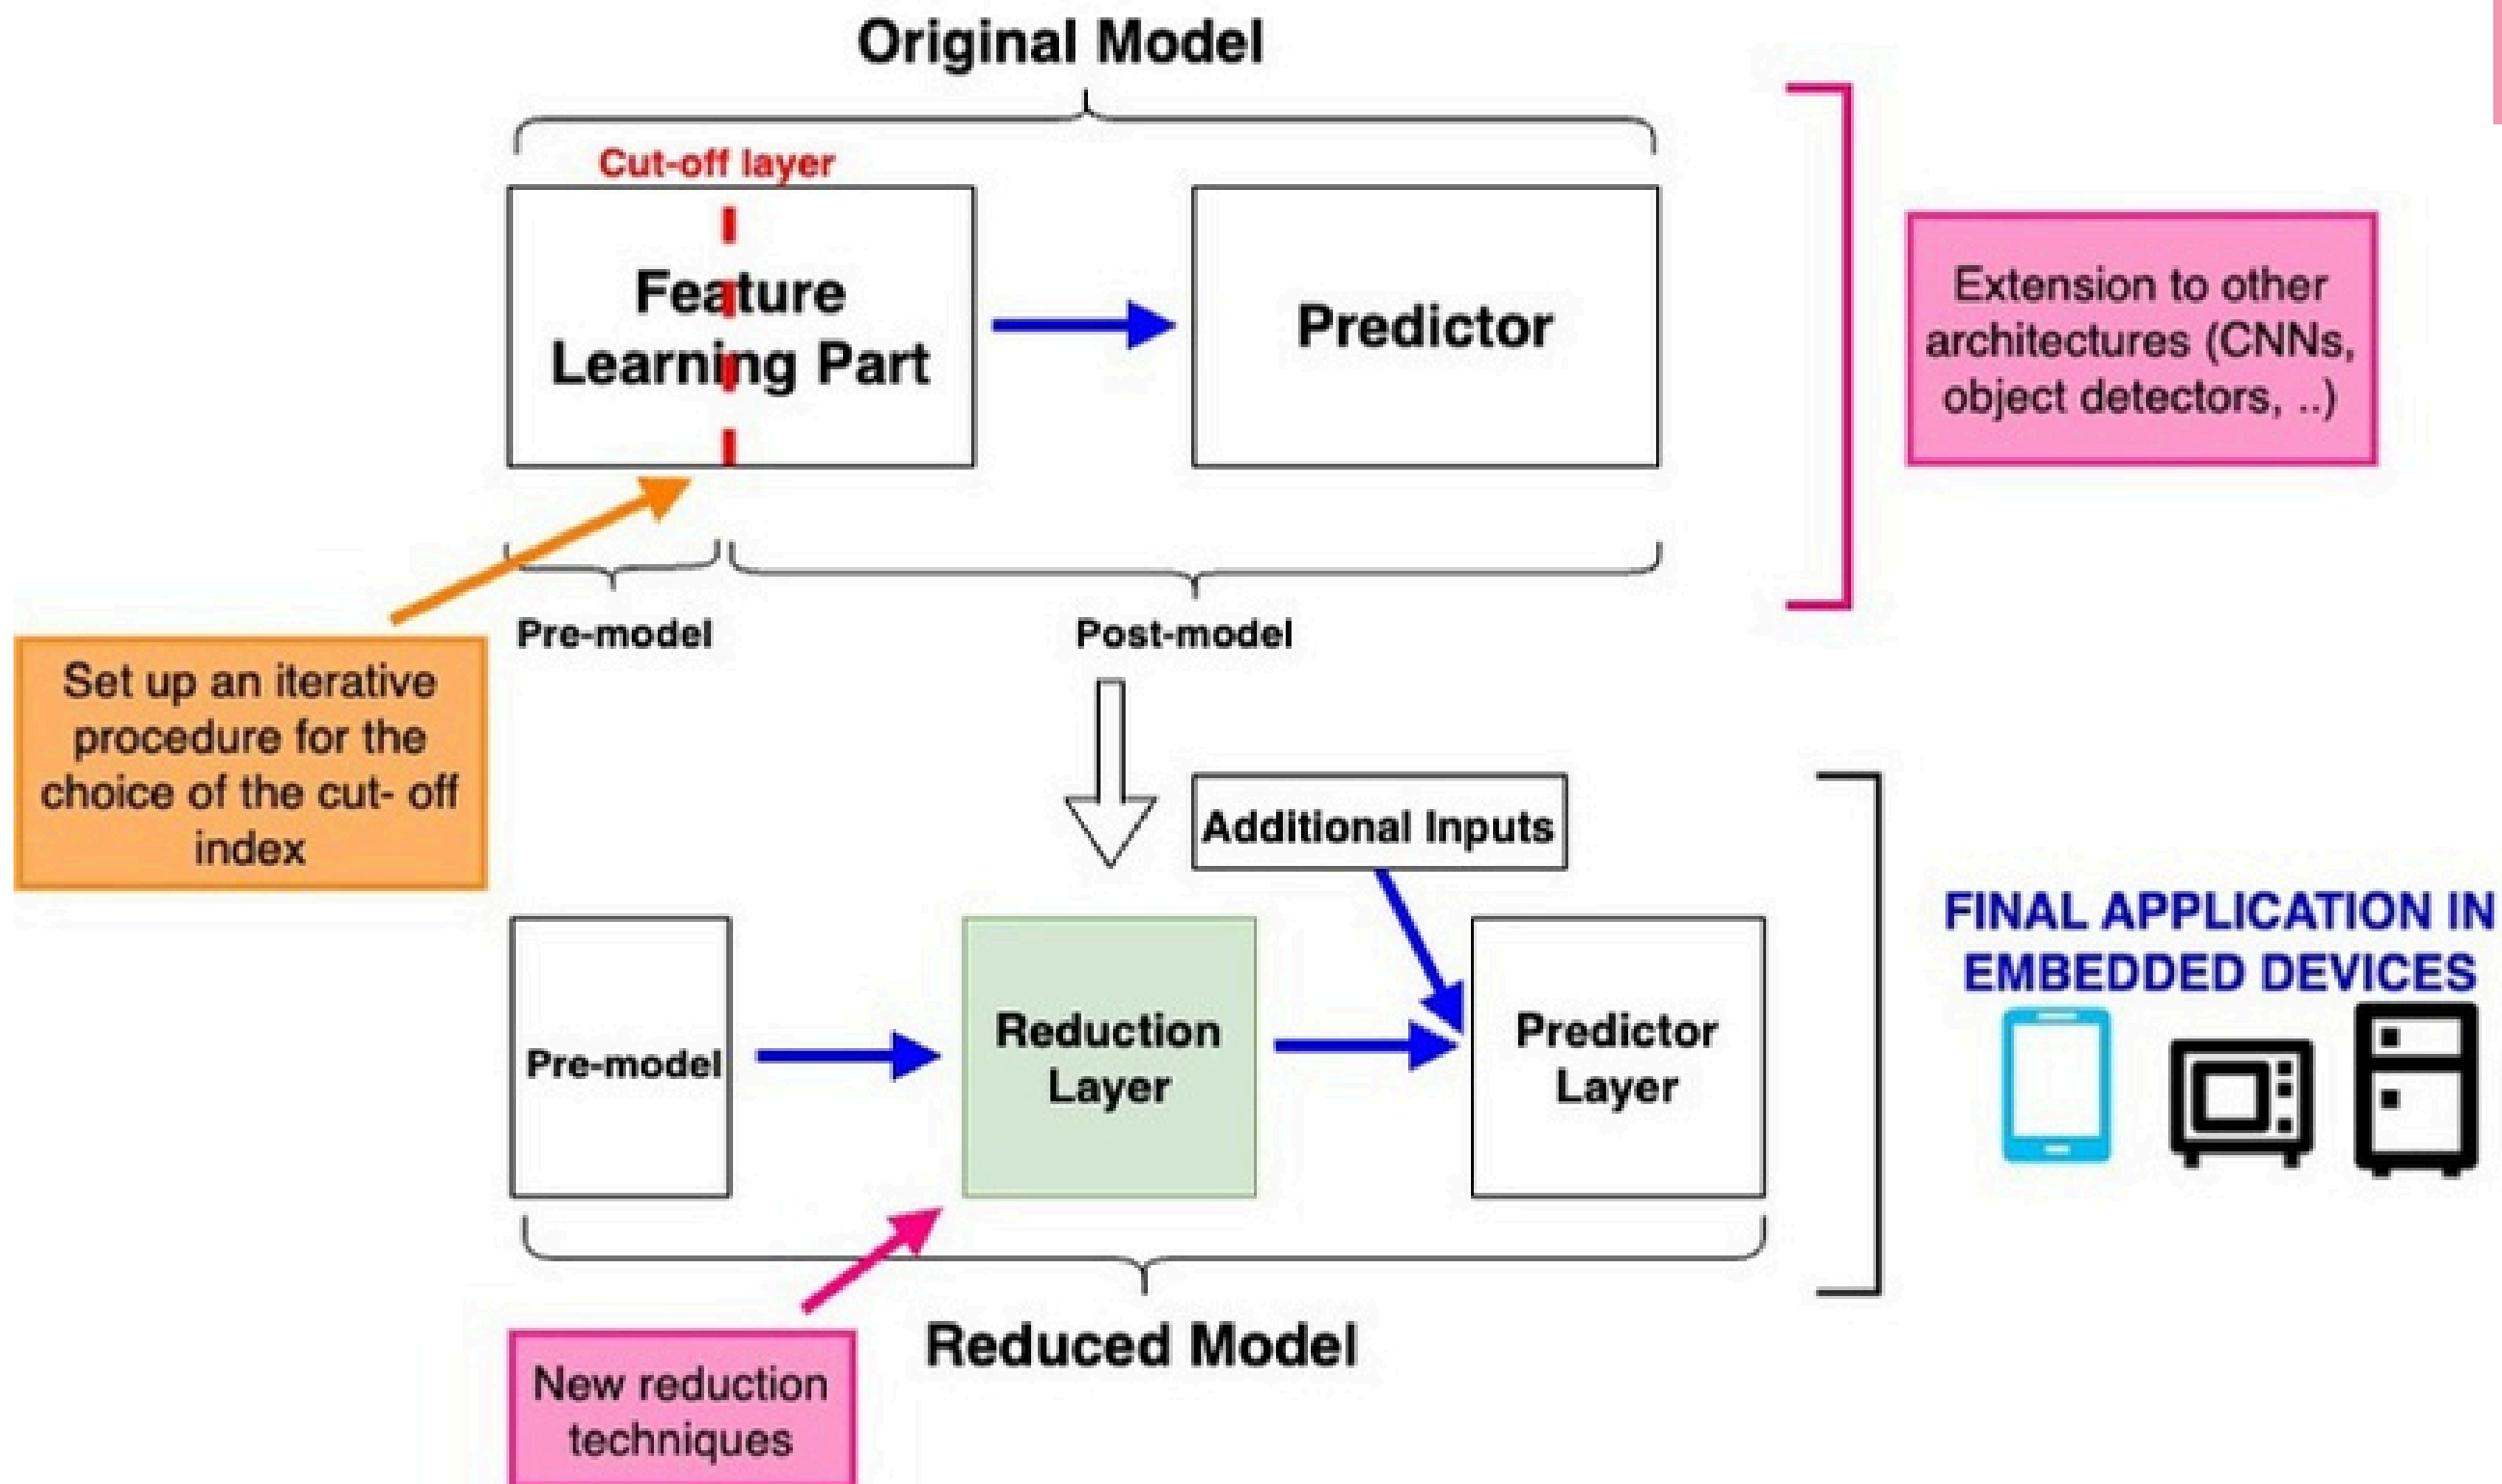 Original Model
Cut-off layer
Feature
Learning Part
Predictor
Extension to other
architectures (CNNs,
object detectors, ..)
Pre-model
Post-model
Set up an iterative
procedure for the
choice of the cut- off
index
Additional Inputs
Pre-model
Reduction
Layer
Predictor
Layer
FINAL APPLICATION IN
EMBEDDED DEVICES
Reduced Model
New reduction
techniques